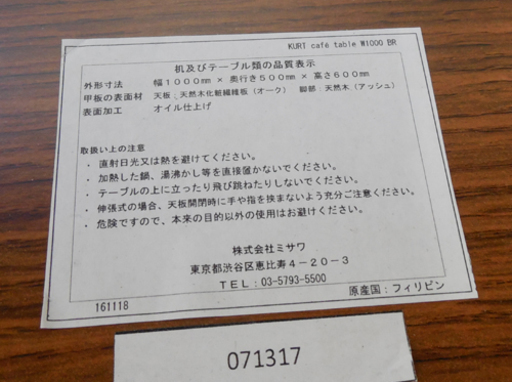 KURT café table W1000 BR
机及びテーブル類の品質表示
外形寸法 幅1000mm × 奥行き500mm × 高さ600mm
甲板の表面材 天板：天然木化粧繊維板（オーク） 脚部：天然木（アッシュ）
表面加工 オイル仕上げ
取扱い上の注意
・ 直射日光又は熱を避けてください。
・ 加熱した鍋、湯沸かし等を直接置かないでください。
・ テーブルの上に立ったり飛び跳ねたりしないでください。
・ 伸張式の場合、天板開閉時に手や指を挟まないよう充分ご注意ください。
・ 危険ですので、本来の目的以外の使用はお避けください。
株式会社ミサワ
東京都渋谷区恵比寿4－20－3
TEL：03-5793-5500
161118 原産国：フィリピン
071317